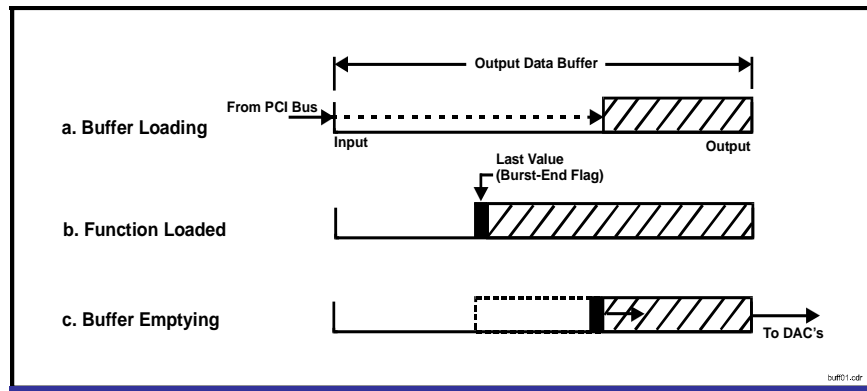 Output Data Buffer
From PCI Bus
a. Buffer Loading
Input
Output
Last Value
(Burst-End Flag)
b. Function Loaded
c. Buffer Emptying
To DAC's
buff01.cdr